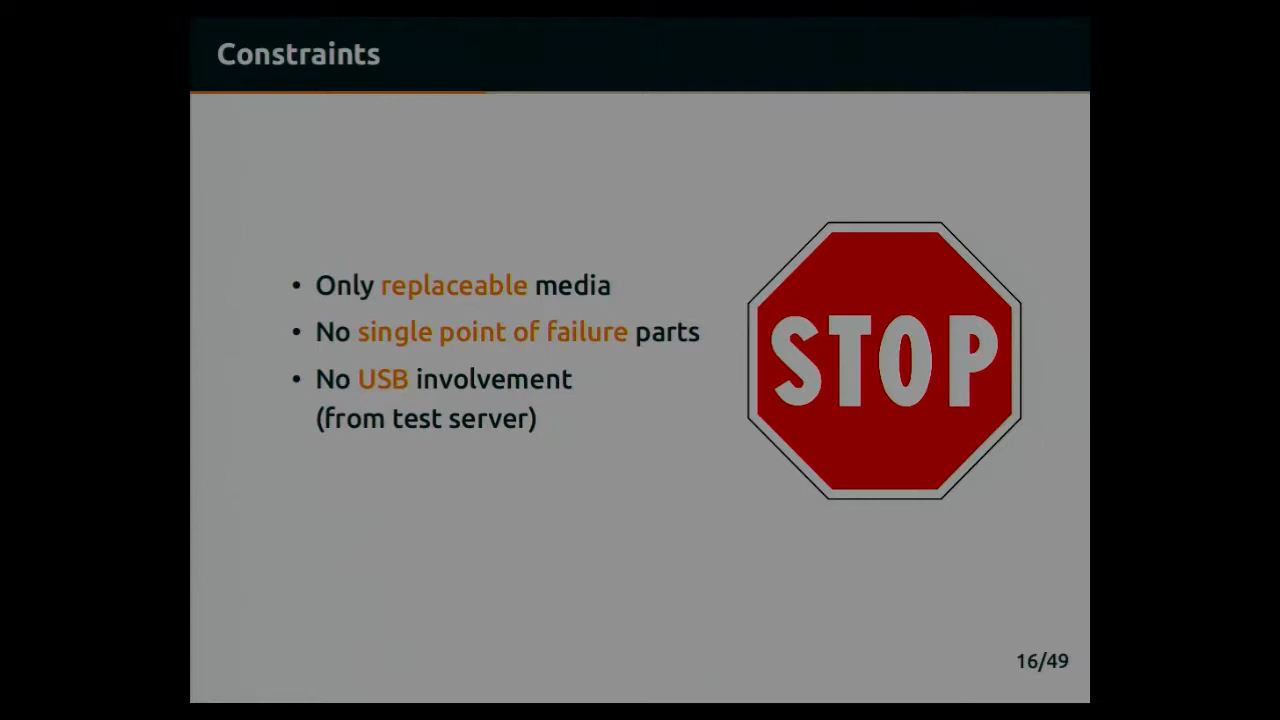 Constraints
• Only replaceable media
• No single point of failure parts
• No USB involvement
(from test server)
STOP
16/49